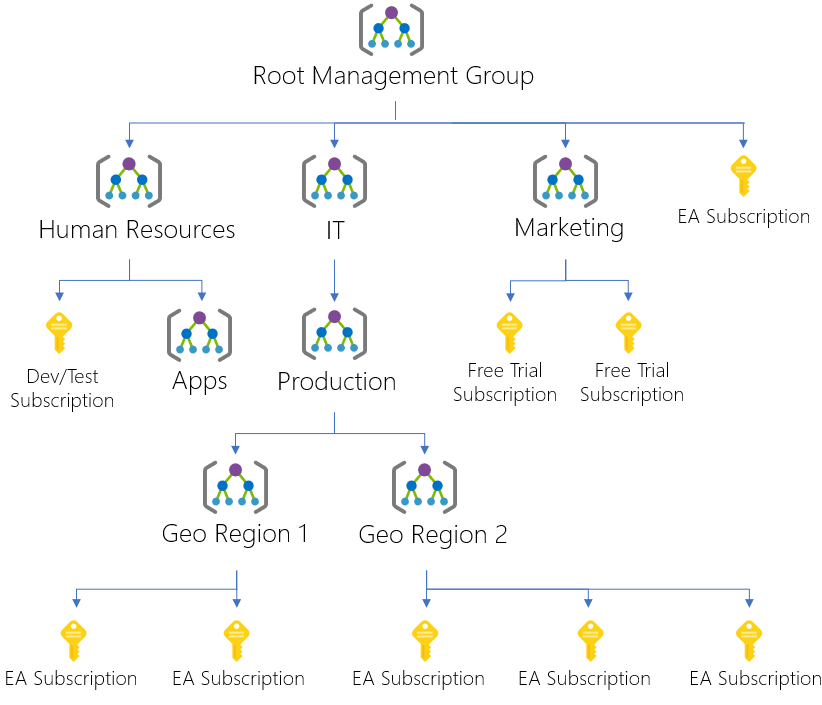 Root Management Group
Human Resources
IT
Marketing
EA Subscription
Dev/Test
Subscription
Apps
Production
Free Trial
Subscription
Free Trial
Subscription
Geo Region 1
Geo Region 2
EA Subscription
EA Subscription
EA Subscription
EA Subscription
EA Subscription